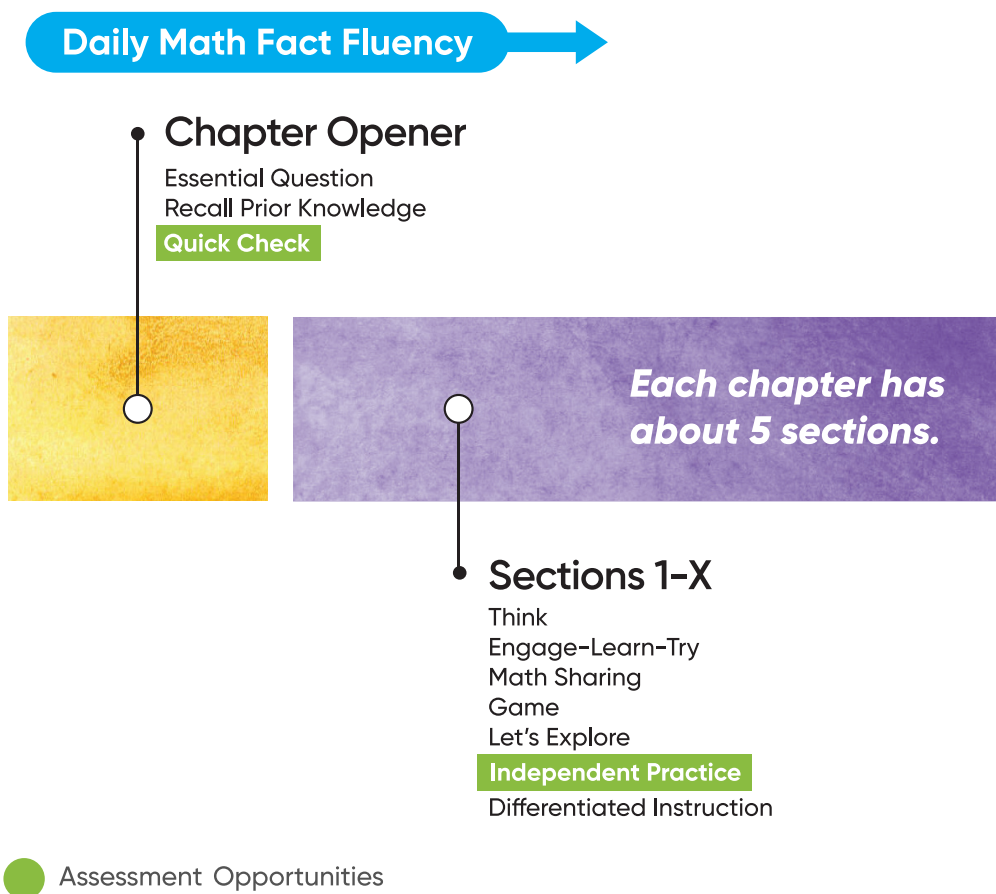 Daily Math Fact Fluency
Chapter Opener
Essential Question
Recall Prior Knowledge
Quick Check
Each chapter has
about 5 sections.
Sections 1-X
Think
Engage-Learn-Try
Math Sharing
Game
Let's Explore
Independent Practice
Differentiated Instruction
Assessment Opportunities